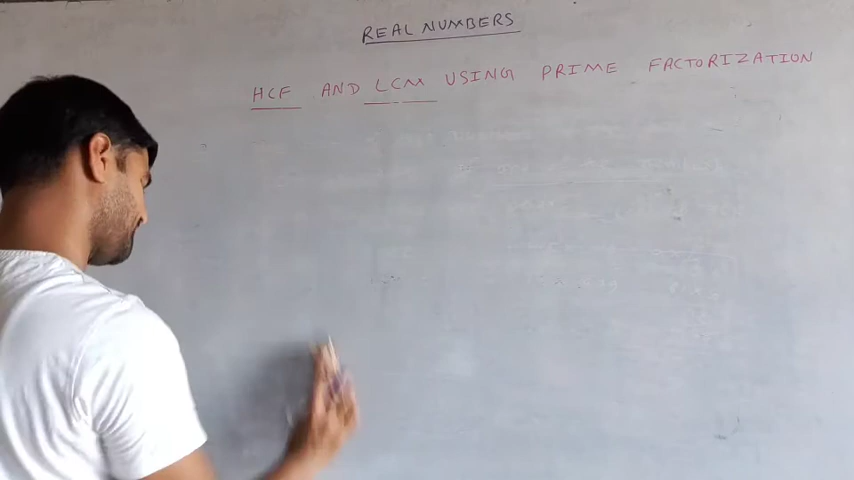 REAL NUMBERS
HCF AND LCM USING PRIME FACTORIZATION